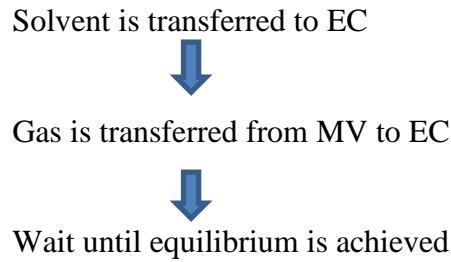 Solvent is transferred to EC
Gas is transferred from MV to EC
Wait until equilibrium is achieved